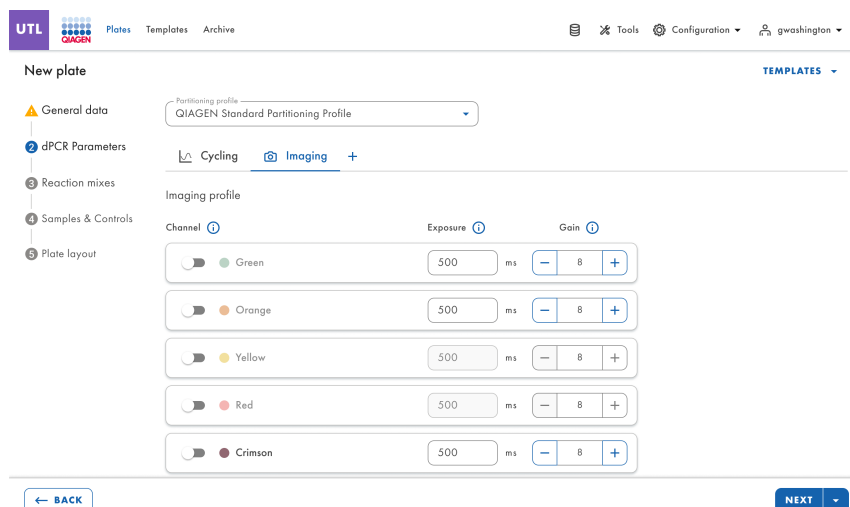 UTL
QIAGEN
Plates Templates Archive
Tools Configuration gwashington
New plate
TEMPLATES
General data
2 dPCR Parameters
3 Reaction mixes
4 Samples & Controls
5 Plate layout
Partitioning profile
QIAGEN Standard Partitioning Profile
Cycling Imaging +
Imaging profile
Channel i Exposure i Gain i
Green 500 ms − 8 +
Orange 500 ms − 8 +
Yellow 500 ms − 8 +
Red 500 ms − 8 +
Crimson 500 ms − 8 +
← BACK
NEXT